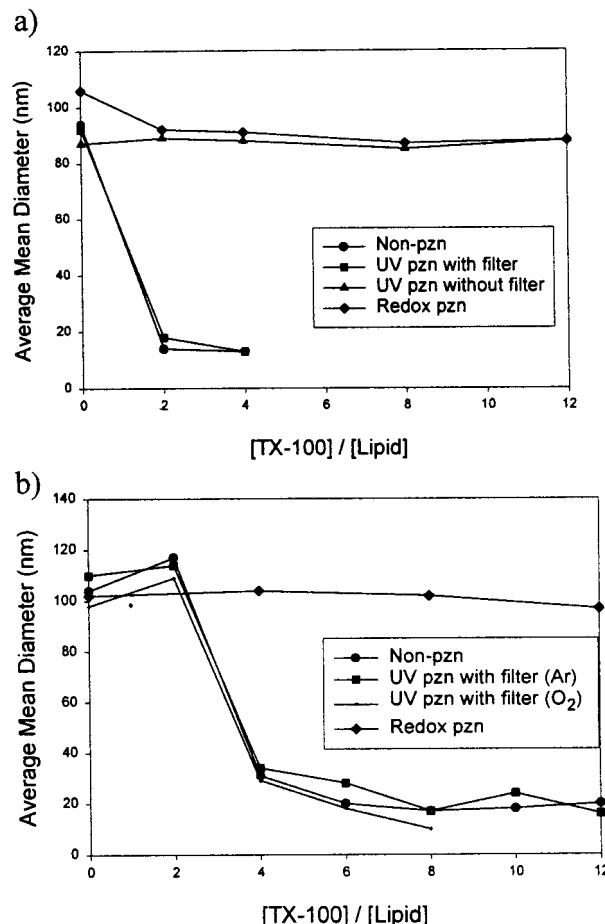 a)
120
100
80
60
40
20
0
Average Mean Diameter (nm)
Non-pzn
UV pzn with filter
UV pzn without filter
Redox pzn
0 2 4 6 8 10 12
[TX-100] / [Lipid]
b)
140
120
100
80
60
40
20
0
Average Mean Diameter (nm)
Non-pzn
UV pzn with filter (Ar)
UV pzn with filter (O2)
Redox pzn
0 2 4 6 8 10 12
[TX-100] / [Lipid]